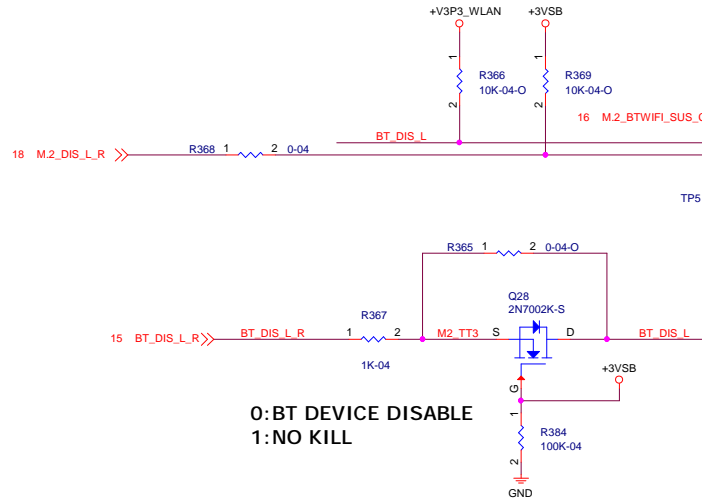 +V3P3_WLAN
+3VSB
1
1
R366
10K-04-O
R369
10K-04-O
2
2
16 M.2_BTWIFI_SUS_
BT_DIS_L
18 M.2_DIS_L_R
R368 1 2 0-04
TP5
R365 1 2 0-04-O
Q28
2N7002K-S
R367
15 BT_DIS_L_R
BT_DIS_L_R
1 2
M2_TT3
S
D
BT_DIS_L
1K-04
G
+3VSB
0:BT DEVICE DISABLE
1:NO KILL
1
R384
100K-04
2
GND